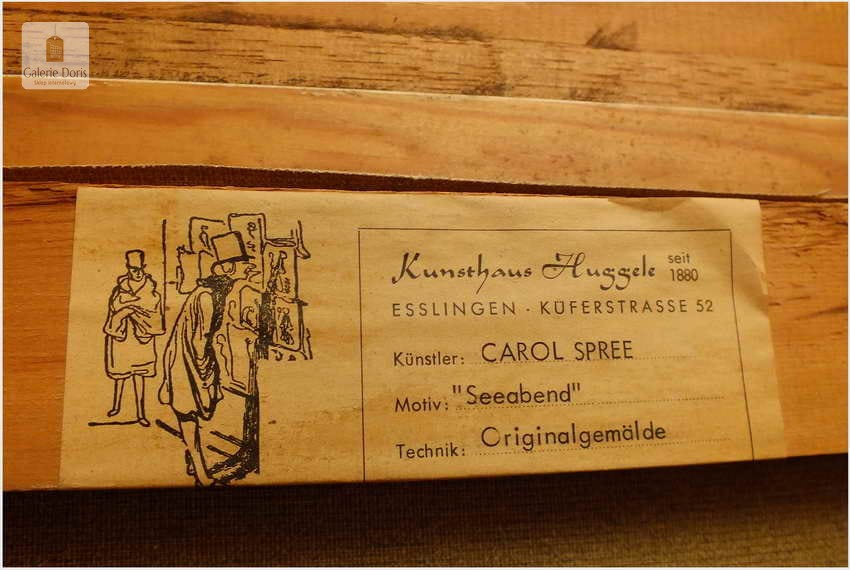 Galerie Doris
Kunsthaus Huggele seit 1880
ESSLINGEN · KÜFERSTRASSE 52
Künstler: CAROL SPREE
Motiv: "Seeabend"
Technik: Originalgemälde